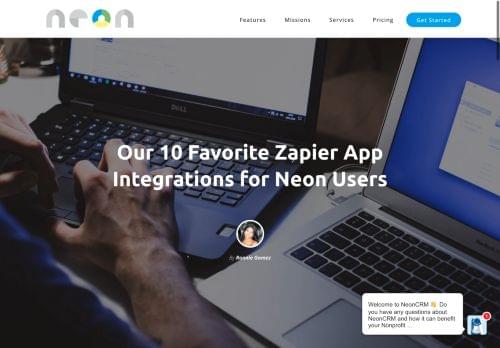 neon
Features
Missions
Services
Pricing
Get Started
DELL
Our 10 Favorite Zapier App
Integrations for Neon Users
By Ronnie Gomez
Welcome to NeonCRM 👋 Do
you have any questions about
NeonCRM and how it can benefit
your Nonprofit ...
1